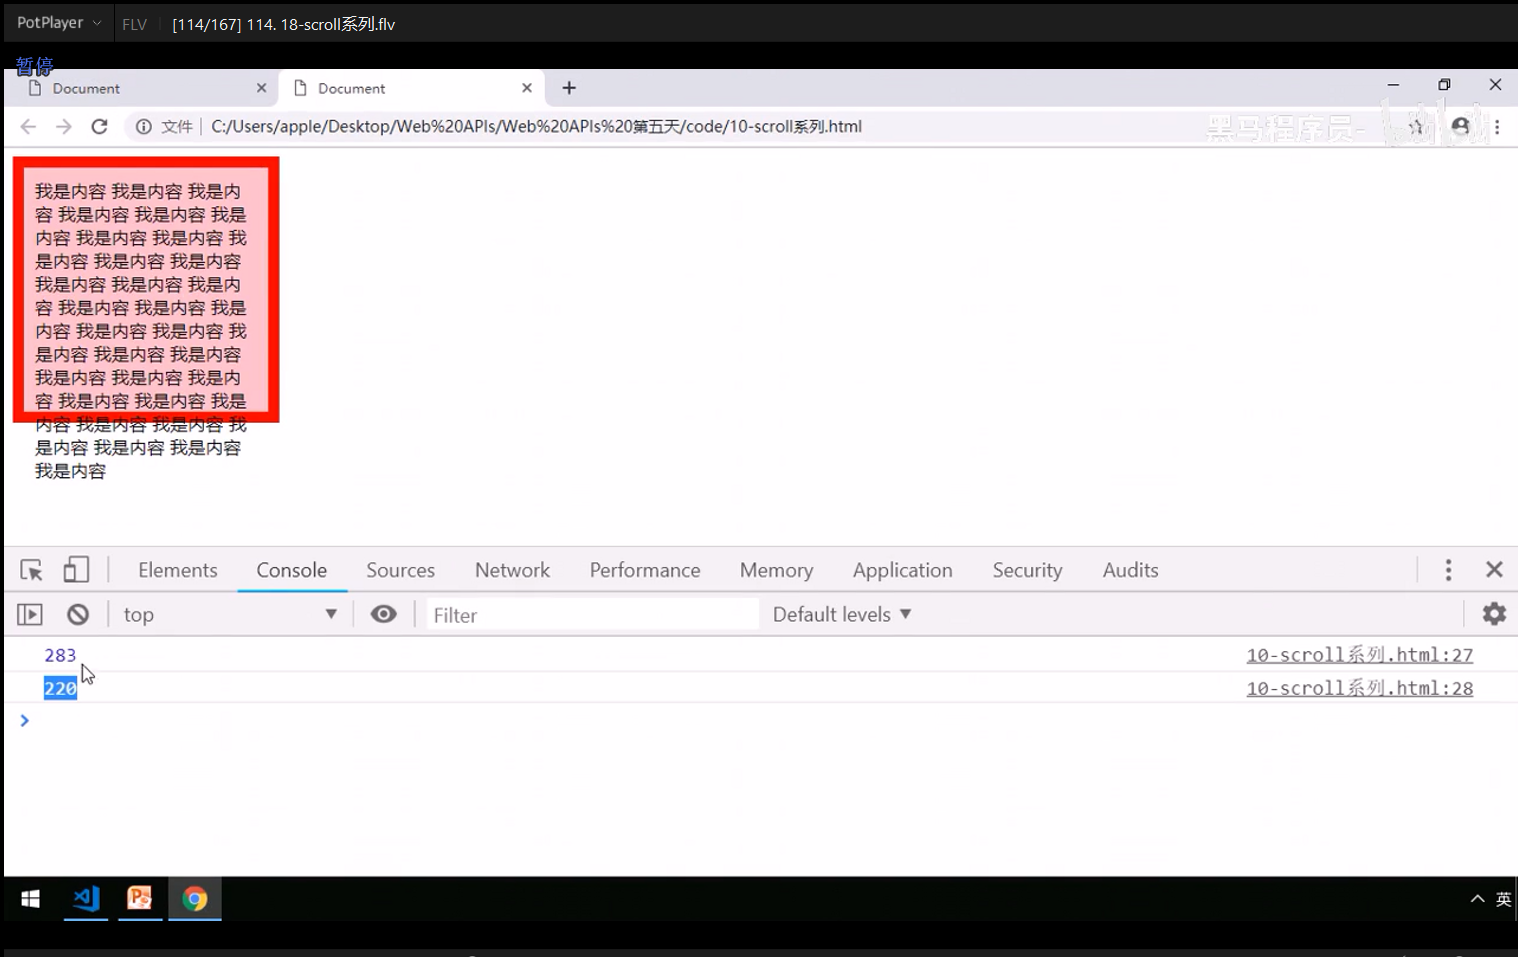 PotPlayer FLV [114/167] 114. 18-scroll系列.flv
暂停
Document Document
文件 C:/Users/apple/Desktop/Web%20APIs/Web%20APIs%20第五天/code/10-scroll系列.html
黑马程序员- bilibili
我是内容 我是内容 我是内
容 我是内容 我是内容 我是
内容 我是内容 我是内容 我
是内容 我是内容 我是内容
我是内容 我是内容 我是内
容 我是内容 我是内容 我是
内容 我是内容 我是内容 我
是内容 我是内容 我是内容
我是内容 我是内容 我是内
容 我是内容 我是内容 我是
内容 我是内容 我是内容 我
是内容 我是内容 我是内容
我是内容
Elements Console Sources Network Performance Memory Application Security Audits
top Filter Default levels
283 10-scroll系列.html:27
220 10-scroll系列.html:28
英